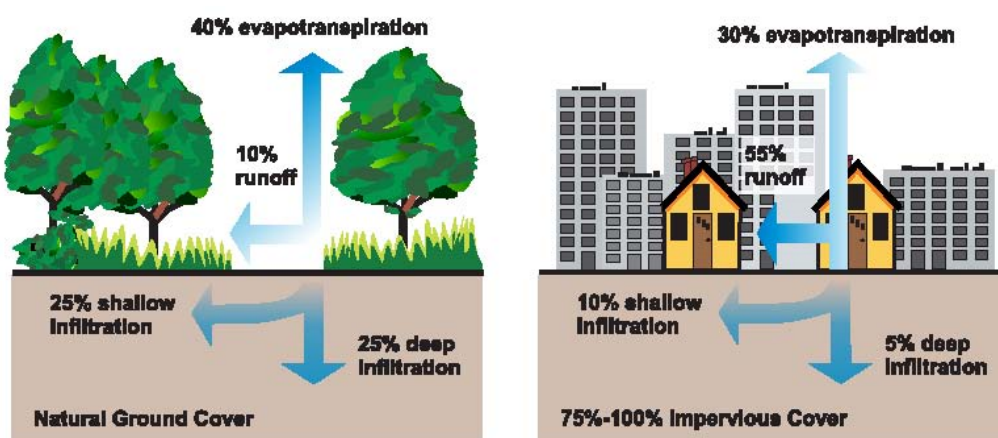 40% evapotranspiration
10%
runoff
25% shallow
infiltration
25% deep
infiltration
Natural Ground Cover
30% evapotranspiration
55%
runoff
10% shallow
infiltration
5% deep
infiltration
75%-100% Impervious Cover